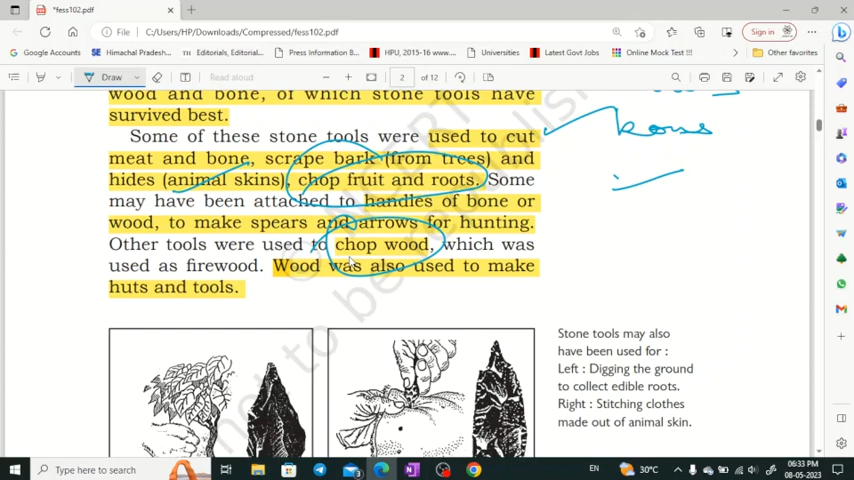 *fess102.pdf
C:/Users/HP/Downloads/Compressed/fess102.pdf
Sign in
Google Accounts
Himachal Pradesh...
Editorials, Editorial...
Press Information B...
HPU, 2015-16 www....
Universities
Latest Govt Jobs
Online Mock Test |...
Other favorites
Draw
Read aloud
2 of 12
wood and bone, of which stone tools have
survived best.
Some of these stone tools were used to cut
meat and bone, scrape bark (from trees) and
hides (animal skins), chop fruit and roots. Some
may have been attached to handles of bone or
wood, to make spears and arrows for hunting.
Other tools were used to chop wood, which was
used as firewood. Wood was also used to make
huts and tools.
Stone tools may also
have been used for :
Left : Digging the ground
to collect edible roots.
Right : Stitching clothes
made out of animal skin.
Type here to search
30°C
EN
06:33 PM
08-05-2023